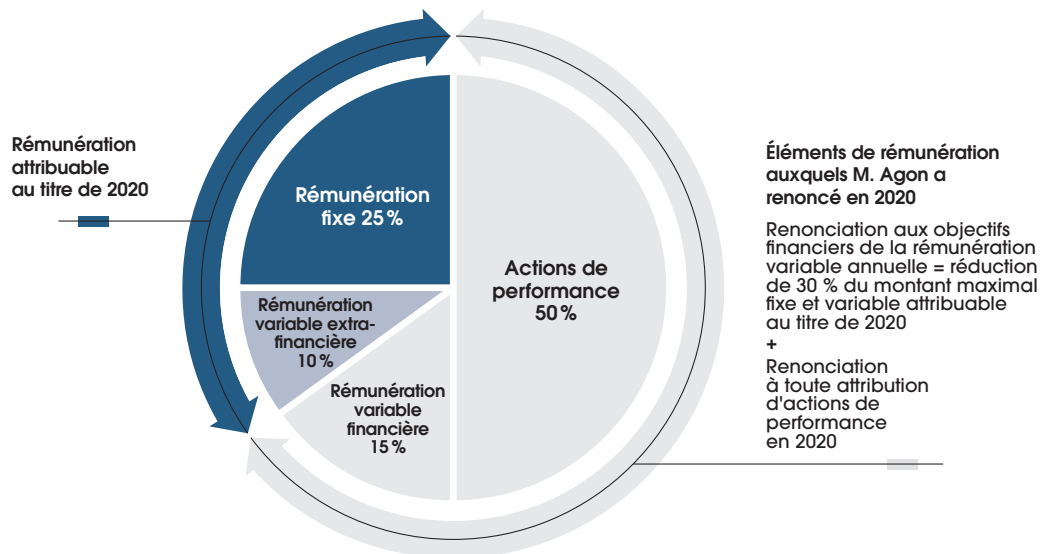 Rémunération
attribuable
au titre de 2020
Rémunération
fixe 25 %
Rémunération
variable extra-
financière
10 %
Rémunération
variable
financière
15 %
Actions de
performance
50 %
Éléments de rémunération
auxquels M. Agon a
renoncé en 2020
Renonciation aux objectifs
financiers de la rémunération
variable annuelle = réduction
de 30 % du montant maximal
fixe et variable attribuable
au titre de 2020
+
Renonciation
à toute attribution
d'actions de
performance
en 2020